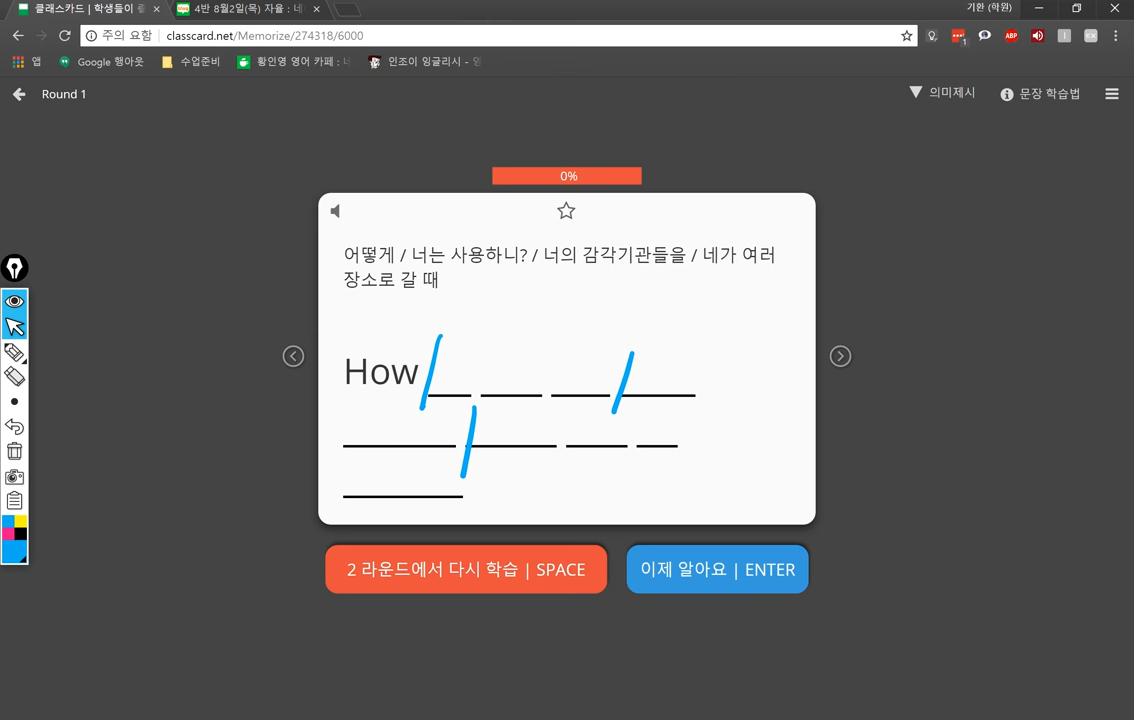 클래스카드 | 학생들이 
4반 8월2일(목) 자율 : 네
기환 (학원)
주의 요함 classcard.net/Memorize/274318/6000
앱 Google 행아웃 수업준비 황인영 영어 카페 : 인조이 잉글리시 -
Round 1
의미제시 문장 학습법
0%
어떻게 / 너는 사용하니? / 너의 감각기관들을 / 네가 여러
장소로 갈 때
How
2 라운드에서 다시 학습 | SPACE 이제 알아요 | ENTER